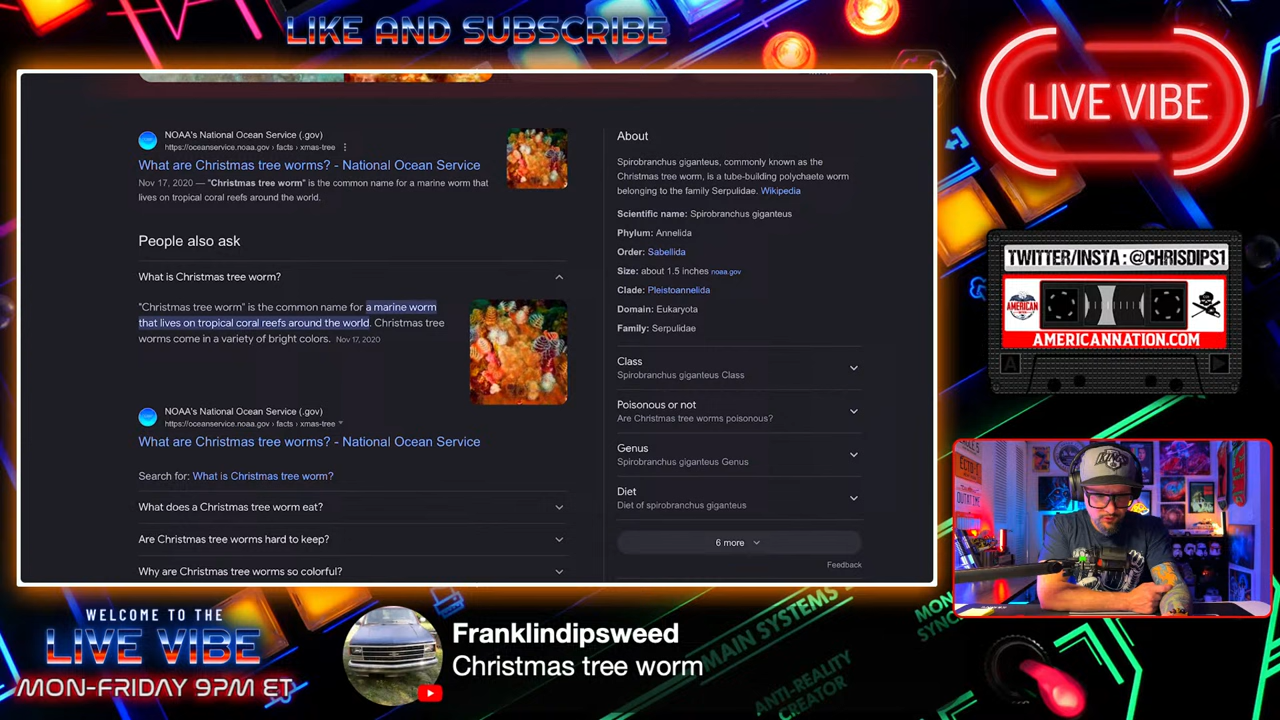 LIKE AND SUBSCRIBE
NOAA's National Ocean Service (.gov)
https://oceanservice.noaa.gov › facts › xmas-tree
What are Christmas tree worms? - National Ocean Service
Nov 17, 2020 — "Christmas tree worm" is the common name for a marine worm that
lives on tropical coral reefs around the world.
People also ask
What is Christmas tree worm?
"Christmas tree worm" is the common name for a marine worm
that lives on tropical coral reefs around the world. Christmas tree
worms come in a variety of bright colors. Nov 17, 2020
NOAA's National Ocean Service (.gov)
https://oceanservice.noaa.gov › facts › xmas-tree
What are Christmas tree worms? - National Ocean Service
Search for: What is Christmas tree worm?
What does a Christmas tree worm eat?
Are Christmas tree worms hard to keep?
Why are Christmas tree worms so colorful?
About
Spirobranchus giganteus, commonly known as the
Christmas tree worm, is a tube-building polychaete worm
belonging to the family Serpulidae. Wikipedia
Scientific name: Spirobranchus giganteus
Phylum: Annelida
Order: Sabellida
Size: about 1.5 inches noaa.gov
Clade: Pleistoannelida
Domain: Eukaryota
Family: Serpulidae
Class
Spirobranchus giganteus Class
Poisonous or not
Are Christmas tree worms poisonous?
Genus
Spirobranchus giganteus Genus
Diet
Diet of spirobranchus giganteus
6 more
Feedback
LIVE VIBE
TWITTER/INSTA : @CHRISDIPS1
AMERICAN
AMERICANNATION.COM
A
WELCOME TO THE
LIVE VIBE
MON-FRIDAY 9PM ET
Franklindipsweed
Christmas tree worm
MAIN SYSTEMS
ANTI-REALITY
CREATOR